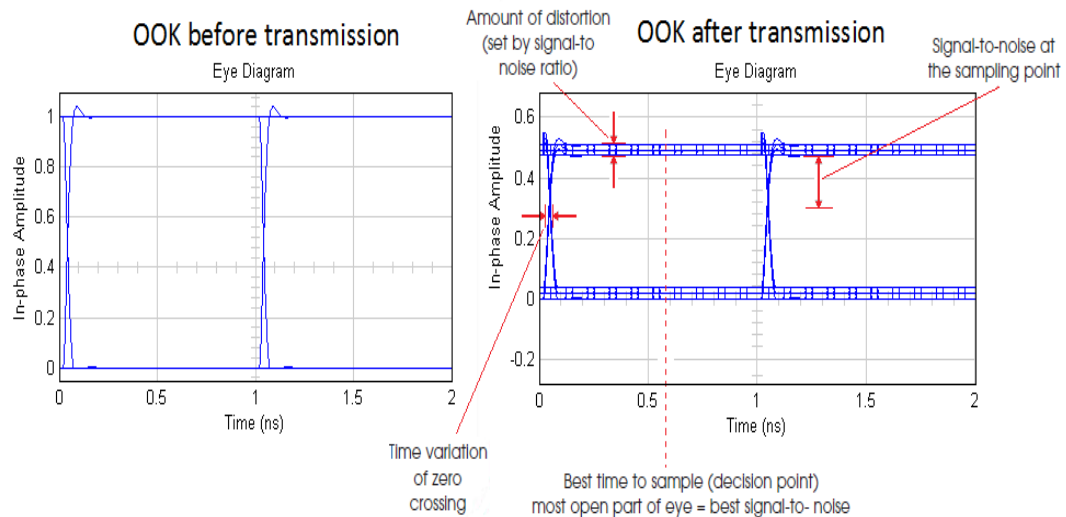 OOK before transmission
Eye Diagram
In-phase Amplitude
1
0.8
0.6
0.4
0.2
0
0
0.5
1
1.5
2
Time (ns)
Amount of distortion
(set by signal-to
noise ratio)
OOK after transmission
Eye Diagram
Signal-to-noise at
the sampling point
In-phase Amplitude
0.6
0.4
0.2
0
-0.2
0
0.5
1
1.5
2
Time (ns)
Time variation
of zero
crossing
Best time to sample (decision point)
most open part of eye = best signal-to- noise